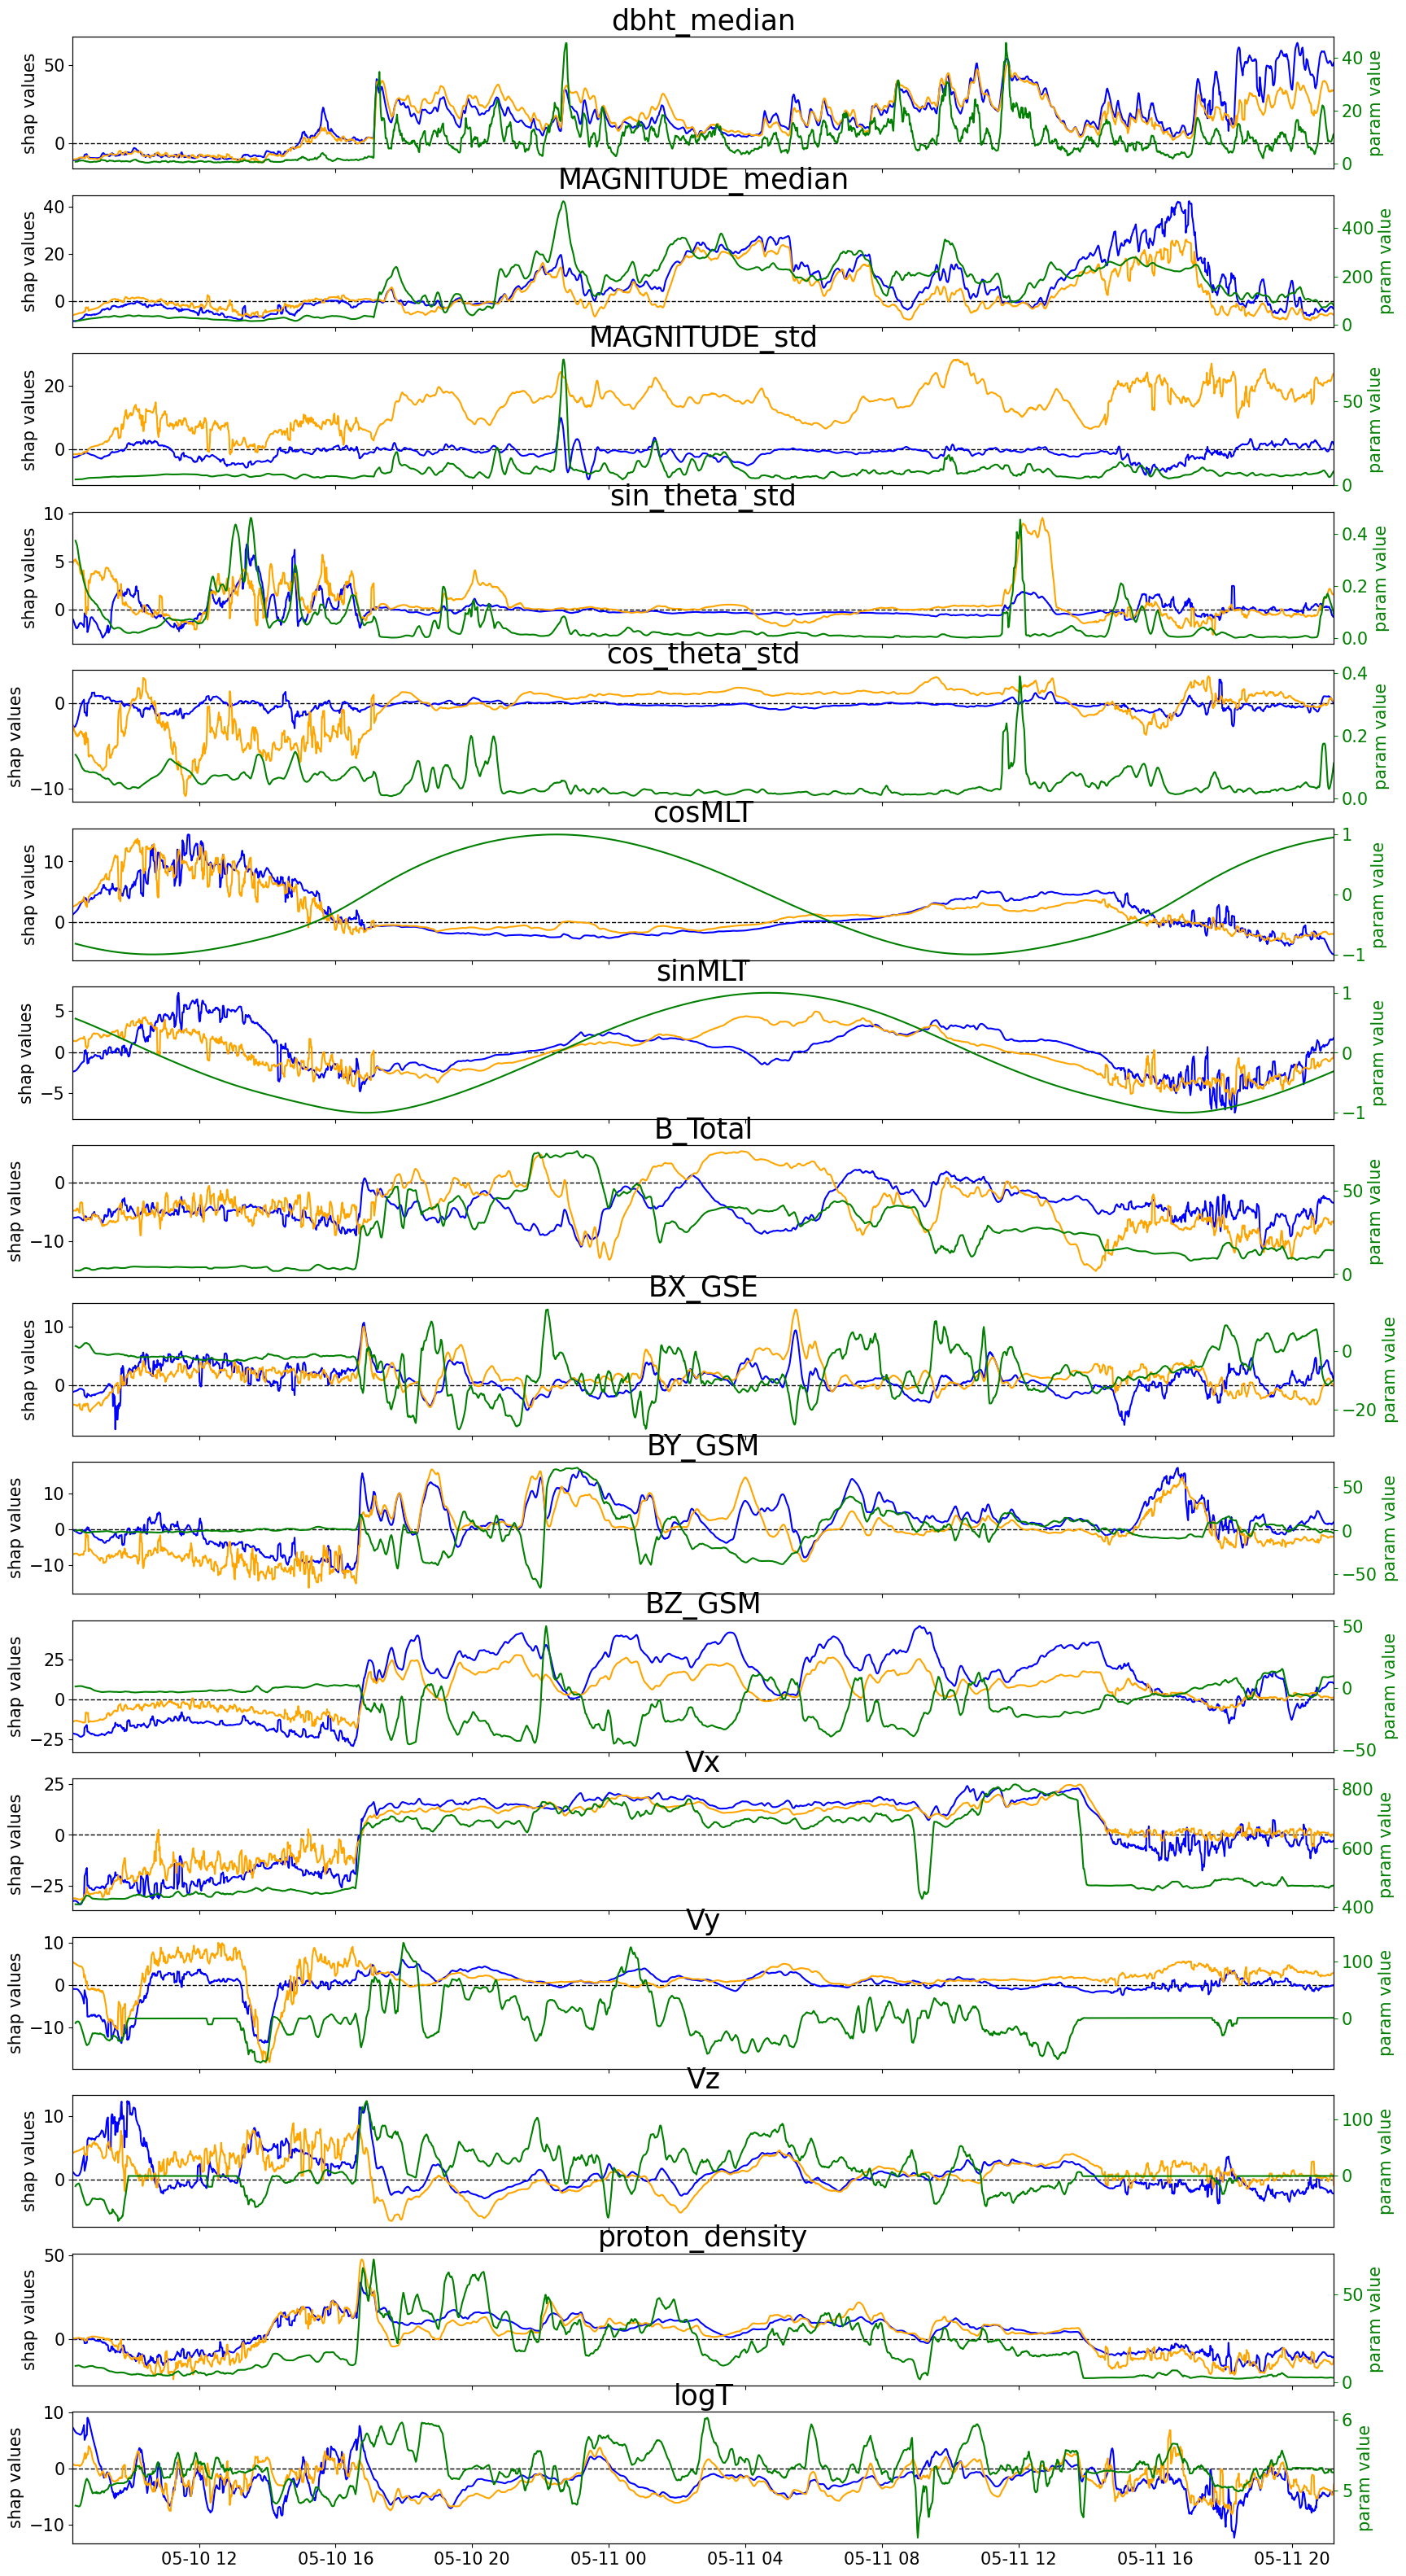 dbht_median
shap values
50
0
40
20
0
param value
MAGNITUDE_median
shap values
40
20
0
400
200
0
param value
MAGNITUDE_std
shap values
20
0
50
0
param value
sin_theta_std
shap values
10
5
0
0.4
0.2
0.0
param value
cos_theta_std
shap values
0
−10
0.4
0.2
0.0
param value
cosMLT
shap values
10
0
1
0
−1
param value
sinMLT
shap values
5
0
−5
1
0
−1
param value
B_Total
shap values
0
−10
50
0
param value
BX_GSE
shap values
10
0
0
−20
param value
BY_GSM
shap values
10
0
−10
50
0
−50
param value
BZ_GSM
shap values
25
0
−25
50
0
−50
param value
Vx
shap values
25
0
−25
800
600
400
param value
Vy
shap values
10
0
−10
100
0
param value
Vz
shap values
10
0
100
0
param value
proton_density
shap values
50
0
50
0
param value
logT
shap values
10
0
−10
6
5
param value
05-10 12 05-10 16 05-10 20 05-11 00 05-11 04 05-11 08 05-11 12 05-11 16 05-11 20